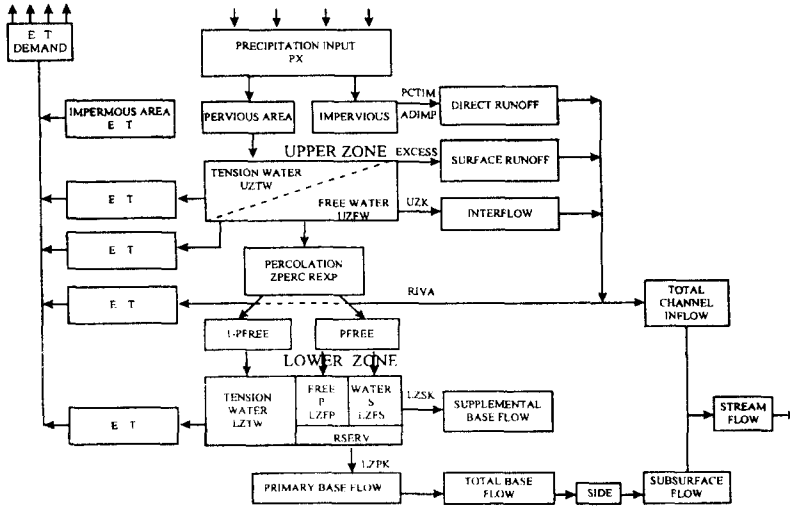 E T
DEMAND
PRECIPITATION INPUT
PX
IMPERMOUS AREA
E T
PERVIOUS AREA
IMPERVIOUS
PCTIM
ADIMP
DIRECT RUNOFF
UPPER ZONE
EXCESS
SURFACE RUNOFF
TENSION WATER
UZTW
FREE WATER
UZFW
UZK
INTERFLOW
E T
E T
PERCOLATION
ZPERC REXP
E T
RIVA
TOTAL
CHANNEL
INFLOW
1-PFREE
PFREE
LOWER ZONE
TENSION
WATER
LZTW
FREE
P
LZFP
WATER
S
LZFS
RSERV
LZSK
SUPPLEMENTAL
BASE FLOW
STREAM
FLOW
E T
LZPK
PRIMARY BASE FLOW
TOTAL BASE
FLOW
SIDE
SUBSURFACE
FLOW